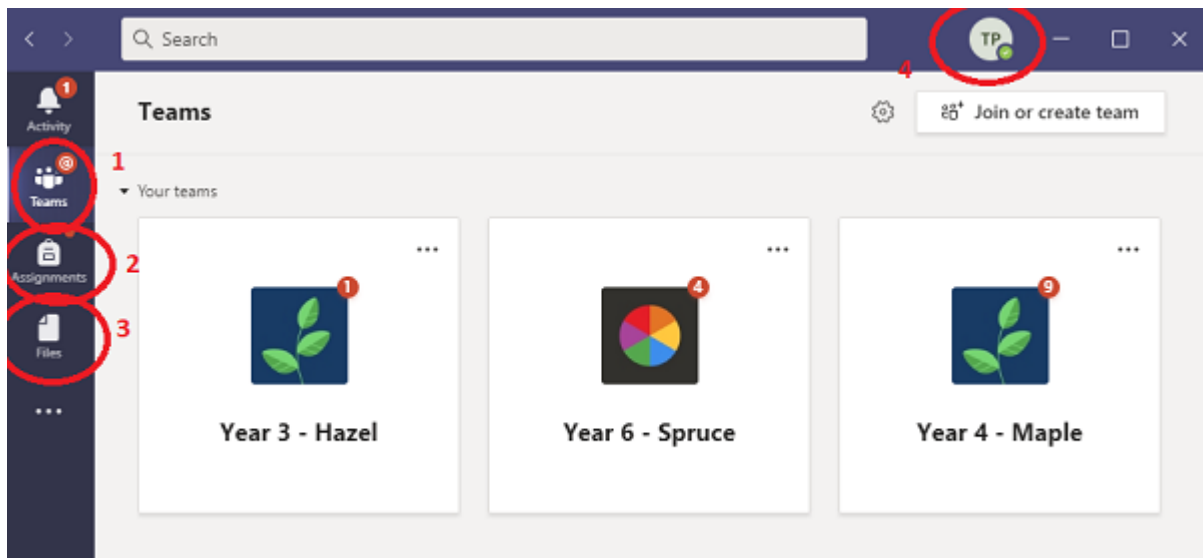 Search
TP
4
1
Activity
Teams
Join or create team
@
Teams
1
Your teams
Assignments
2
Files
3
1
4
9
Year 3 - Hazel
Year 6 - Spruce
Year 4 - Maple